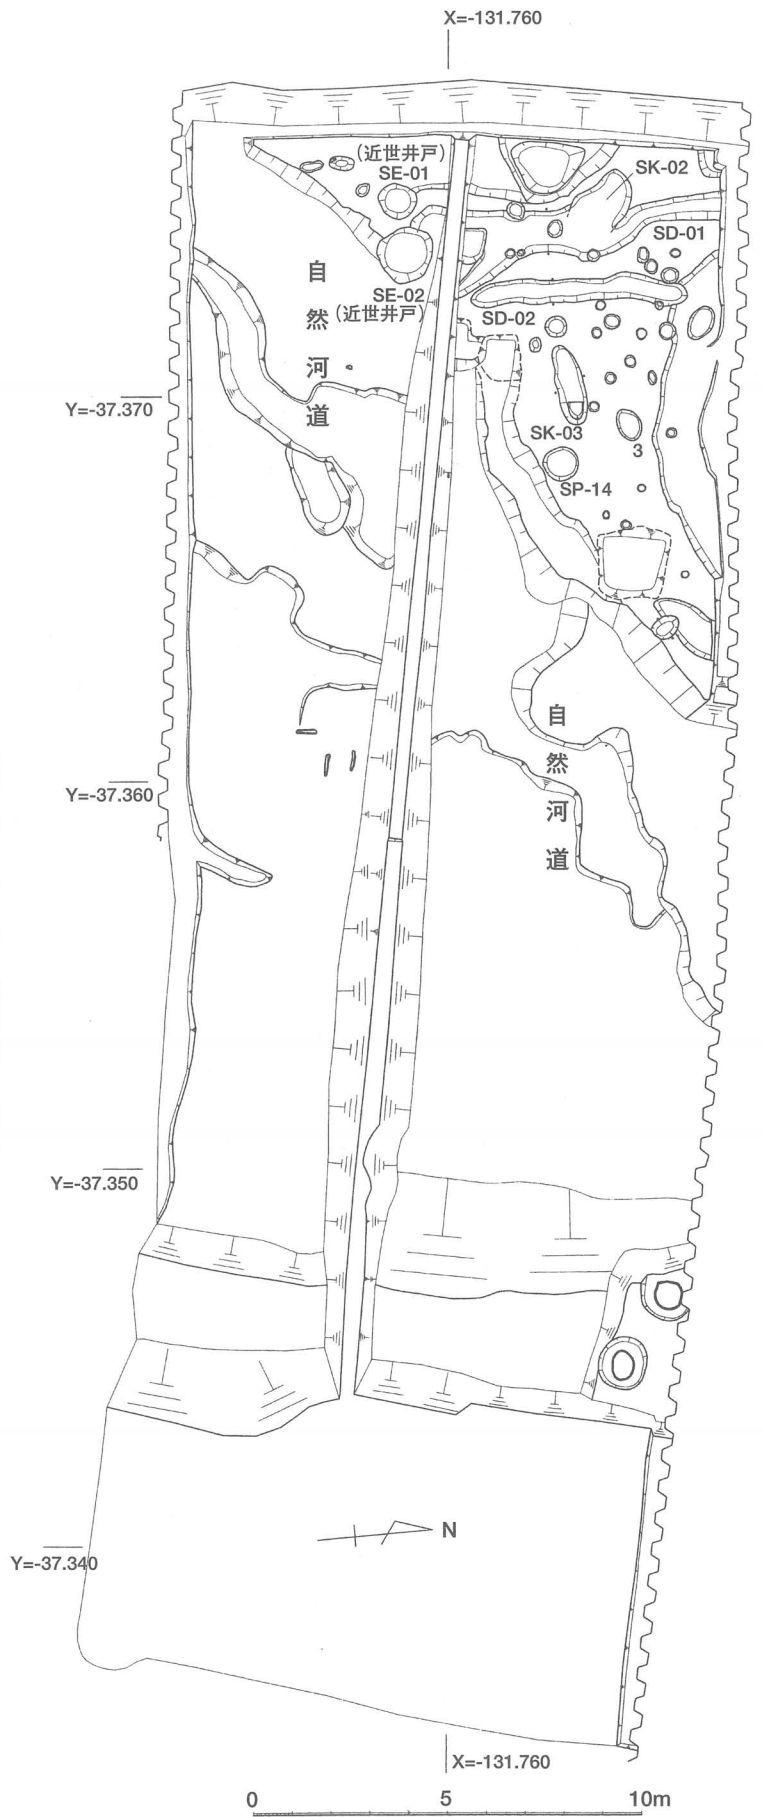 X=-131.760
(近世井戸)
SE-01
SK-02
SD-01
自然河道
SE-02
(近世井戸)
SD-02
Y=-37.370
SK-03
3
SP-14
自然河道
Y=-37.360
Y=-37.350
N
Y=-37.340
X=-131.760
0 5 10m